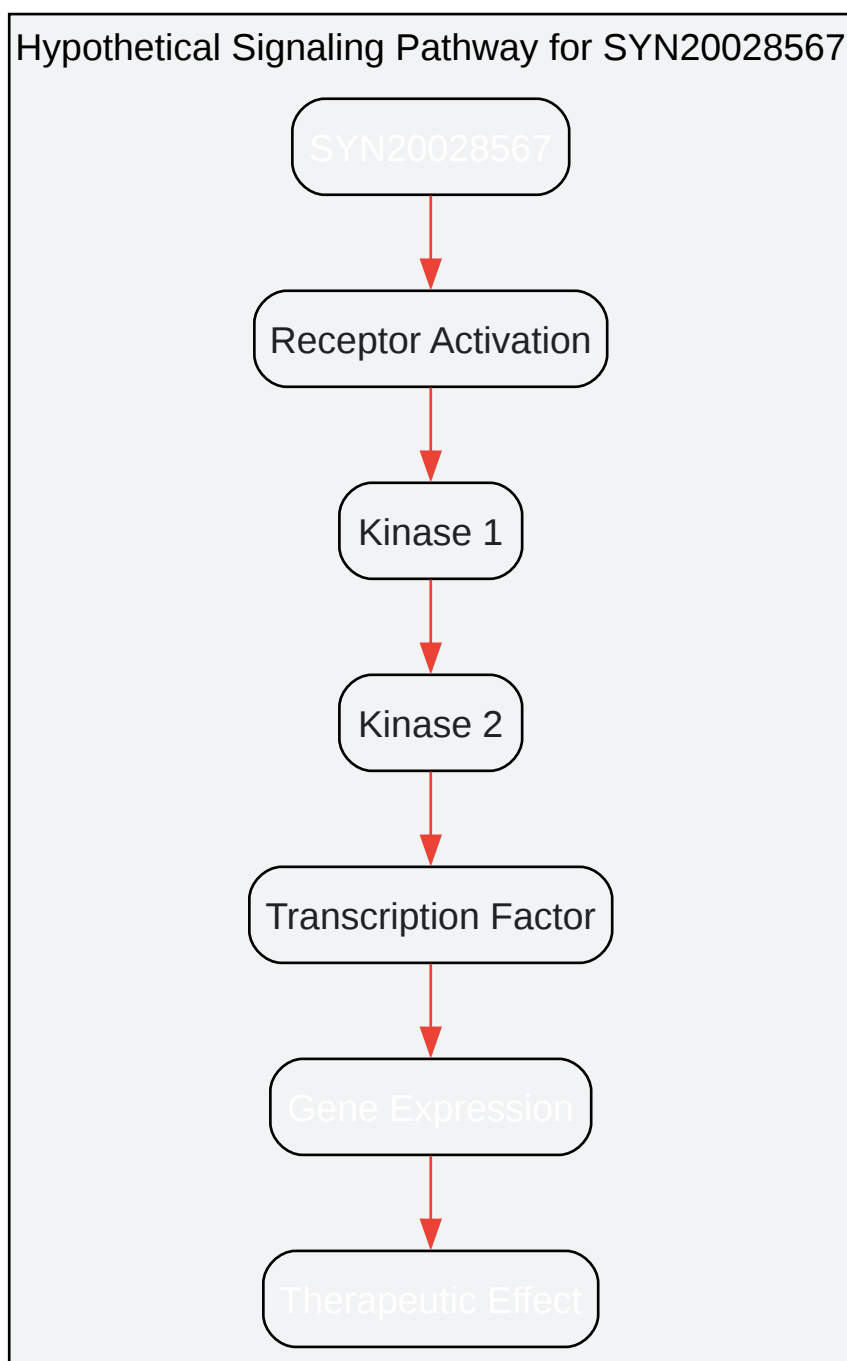 Hypothetical Signaling Pathway for SYN20028567
SYN20028567
Receptor Activation
Kinase 1
Kinase 2
Transcription Factor
Gene Expression
Therapeutic Effect